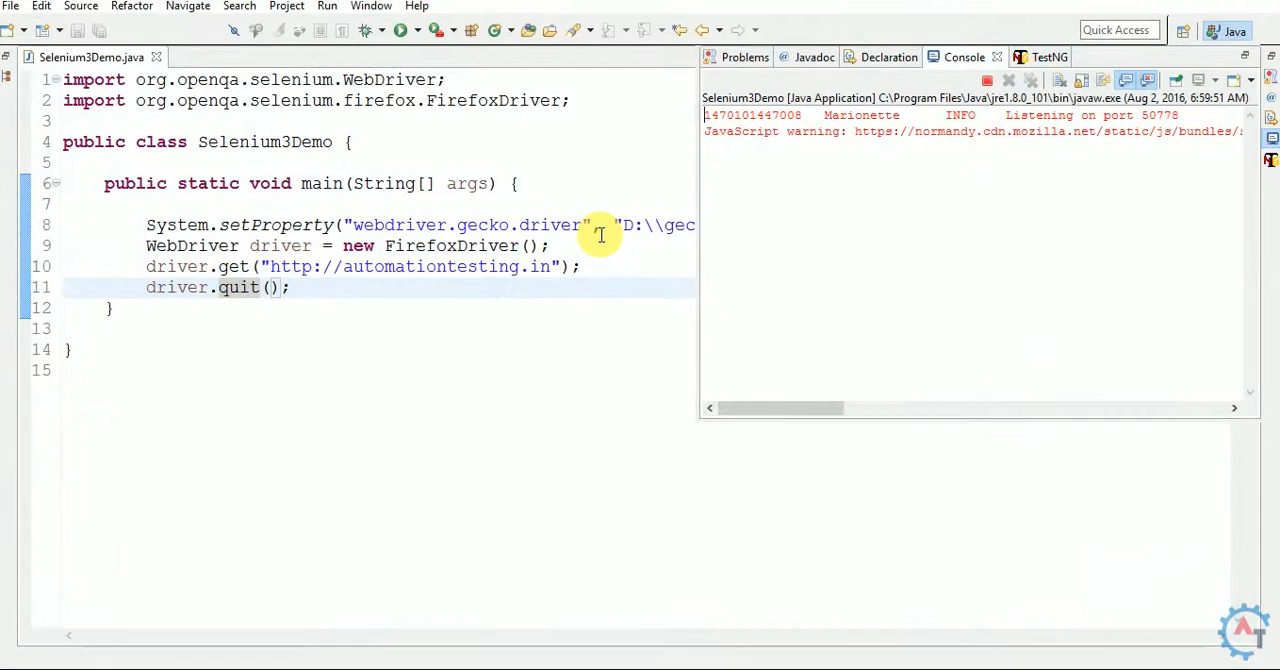 File Edit Source Refactor Navigate Search Project Run Window Help
Quick Access
Java
Selenium3Demo.java
Problems Javadoc Declaration Console TestNG
Selenium3Demo [Java Application] C:\Program Files\Java\jre1.8.0_101\bin\javaw.exe (Aug 2, 2016, 6:59:51 AM)
1470101447008 Marionette INFO Listening on port 50778
JavaScript warning: https://normandy.cdn.mozilla.net/static/js/bundles/
1 import org.openqa.selenium.WebDriver;
2 import org.openqa.selenium.firefox.FirefoxDriver;
3
4 public class Selenium3Demo {
5
6 public static void main(String[] args) {
7
8 System.setProperty("webdriver.gecko.driver", "D:\\gec
9 WebDriver driver = new FirefoxDriver();
10 driver.get("http://automationtesting.in");
11 driver.quit();
12 }
13
14 }
15
AT